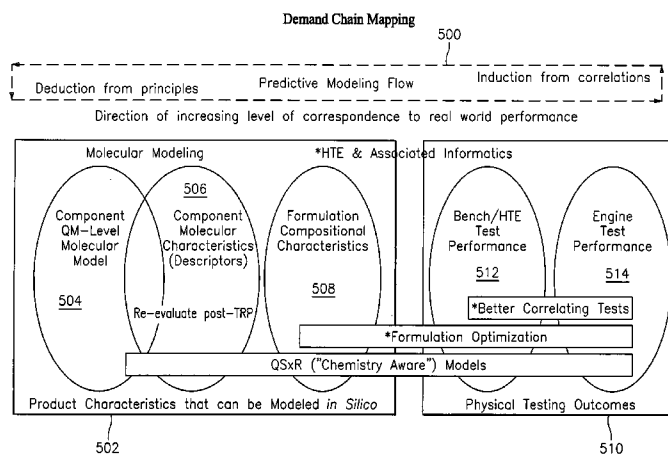 Demand Chain Mapping
500
Deduction from principles
Predictive Modeling Flow
Induction from correlations
Direction of increasing level of correspondence to real world performance
Molecular Modeling
*HTE & Associated Informatics
506
Component
QM-Level
Molecular
Model
504
Component
Molecular
Characteristics
(Descriptors)
Re-evaluate post-TRP
Formulation
Compositional
Characteristics
508
Bench/HTE
Test
Performance
512
Engine
Test
Performance
514
*Better Correlating Tests
*Formulation Optimization
QSxR ("Chemistry Aware") Models
Product Characteristics that can be Modeled in Silico
Physical Testing Outcomes
502
510